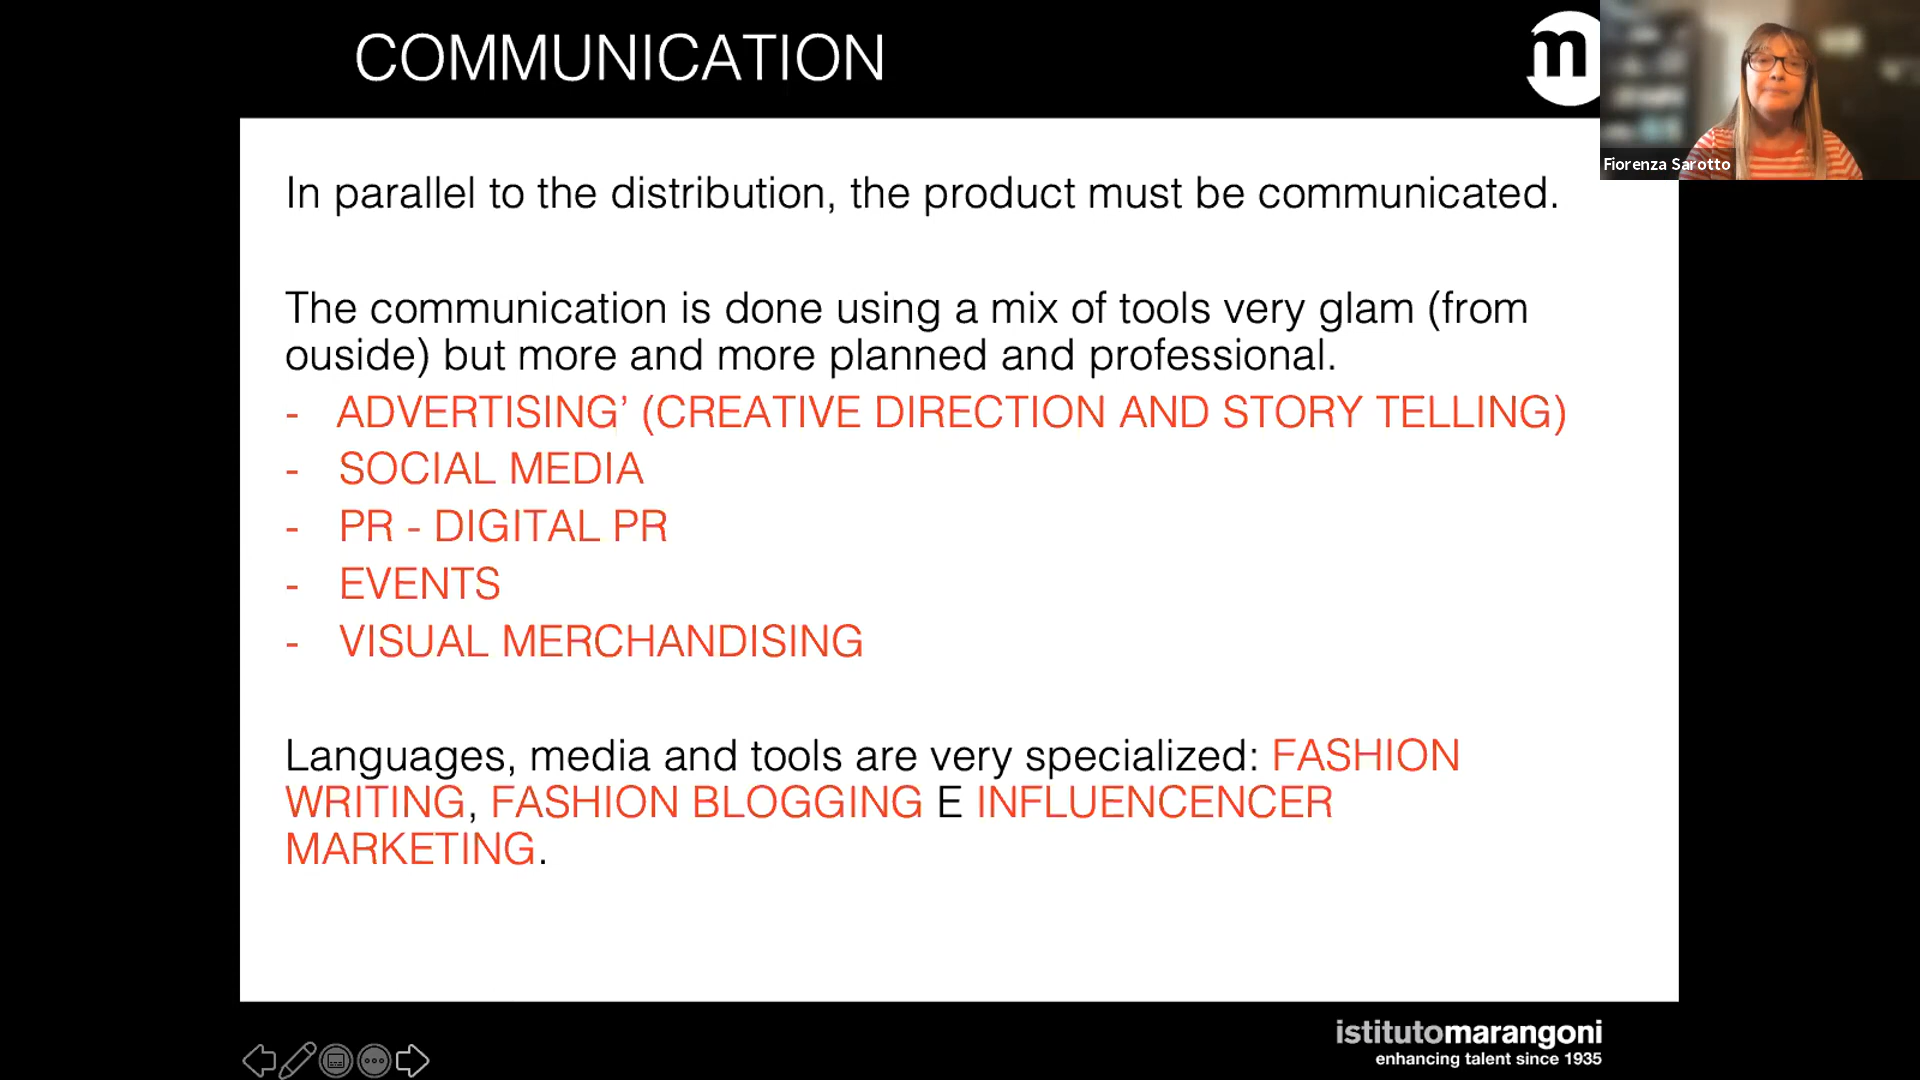 COMMUNICATION
m
Fiorenza Sarotto
In parallel to the distribution, the product must be communicated.
The communication is done using a mix of tools very glam (from
ouside) but more and more planned and professional.
- ADVERTISING’ (CREATIVE DIRECTION AND STORY TELLING)
- SOCIAL MEDIA
- PR - DIGITAL PR
- EVENTS
- VISUAL MERCHANDISING
Languages, media and tools are very specialized: FASHION
WRITING, FASHION BLOGGING E INFLUENCENCER
MARKETING.
istitutomarangoni
enhancing talent since 1935